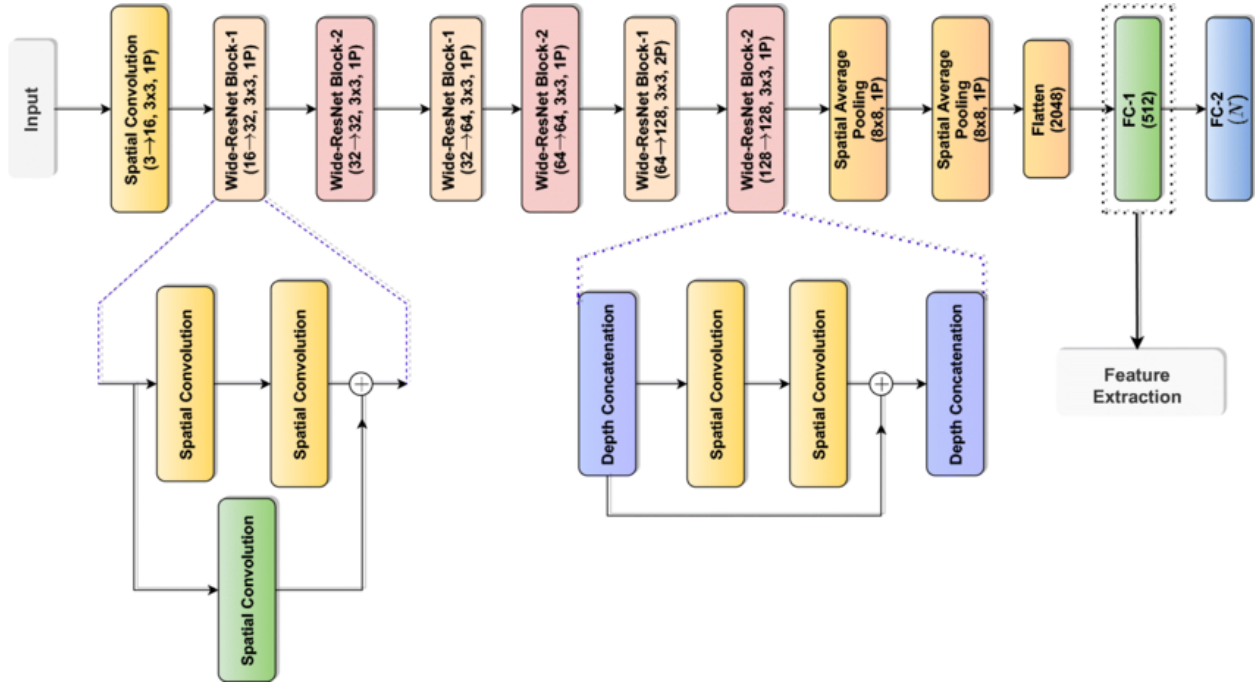 Input
Spatial Convolution
(3→16, 3x3, 1P)
Wide-ResNet Block-1
(16→32, 3x3, 1P)
Wide-ResNet Block-2
(32→32, 3x3, 1P)
Wide-ResNet Block-1
(32→64, 3x3, 1P)
Wide-ResNet Block-2
(64→64, 3x3, 1P)
Wide-ResNet Block-1
(64→128, 3x3, 2P)
Wide-ResNet Block-2
(128→128, 3x3, 1P)
Spatial Average
Pooling
(8x8, 1P)
Spatial Average
Pooling
(8x8, 1P)
Flatten
(2048)
FC-1
(512)
FC-2
(N)
Spatial Convolution
Spatial Convolution
Spatial Convolution
Depth Concatenation
Spatial Convolution
Spatial Convolution
Depth Concatenation
Feature
Extraction